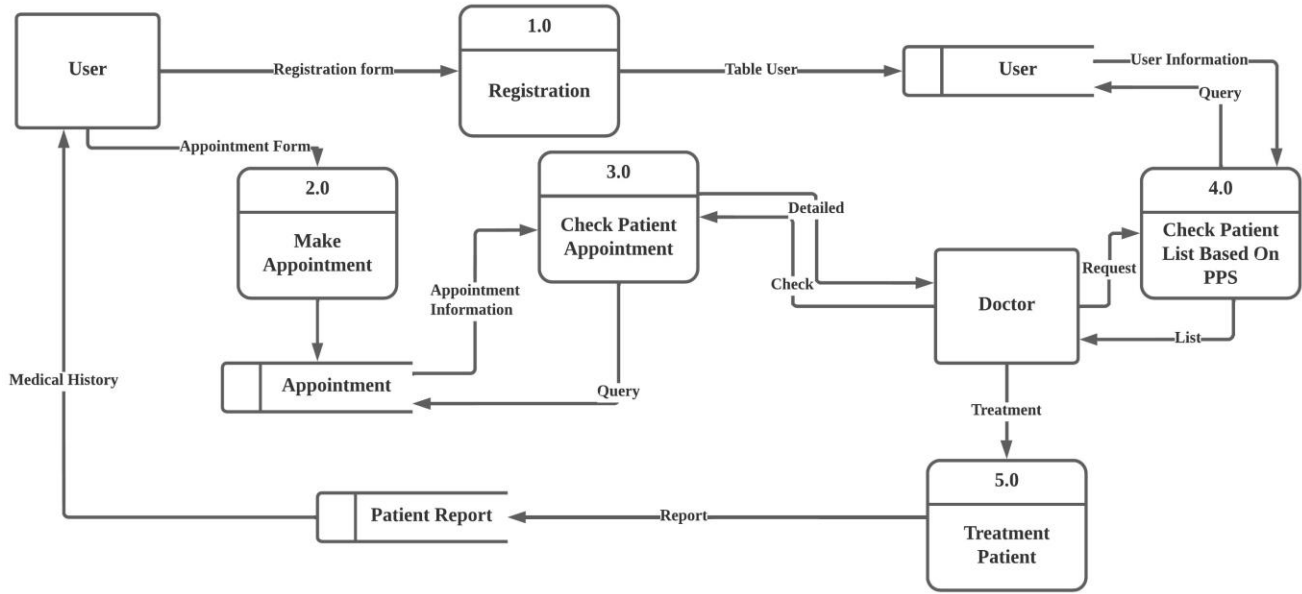 1.0
User
Registration form
Registration
Table User
User
User Information
Query
Appointment Form
2.0
Make
Appointment
3.0
Check Patient
Appointment
Detailed
Check
4.0
Check Patient
List Based On
PPS
Request
Doctor
List
Appointment
Information
Appointment
Query
Medical History
Treatment
5.0
Treatment
Patient
Report
Patient Report